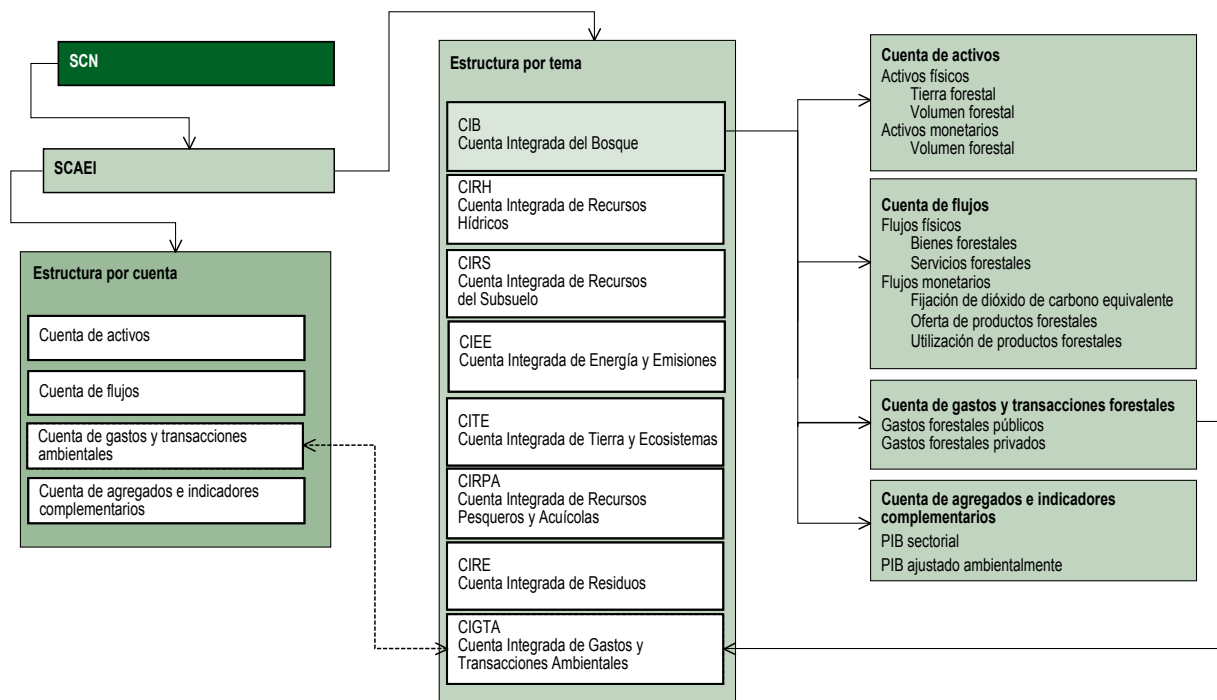 SCN
SCAEI
Estructura por cuenta
Cuenta de activos
Cuenta de flujos
Cuenta de gastos y transacciones
ambientales
Cuenta de agregados e indicadores
complementarios
Estructura por tema
CIB
Cuenta Integrada del Bosque
CIRH
Cuenta Integrada de Recursos
Hídricos
CIRS
Cuenta Integrada de Recursos
del Subsuelo
CIEE
Cuenta Integrada de Energía y Emisiones
CITE
Cuenta Integrada de Tierra y Ecosistemas
CIRPA
Cuenta Integrada de Recursos
Pesqueros y Acuícolas
CIRE
Cuenta Integrada de Residuos
CIGTA
Cuenta Integrada de Gastos y
Transacciones Ambientales
Cuenta de activos
Activos físicos
Tierra forestal
Volumen forestal
Activos monetarios
Volumen forestal
Cuenta de flujos
Flujos físicos
Bienes forestales
Servicios forestales
Flujos monetarios
Fijación de dióxido de carbono equivalente
Oferta de productos forestales
Utilización de productos forestales
Cuenta de gastos y transacciones forestales
Gastos forestales públicos
Gastos forestales privados
Cuenta de agregados e indicadores
complementarios
PIB sectorial
PIB ajustado ambientalmente